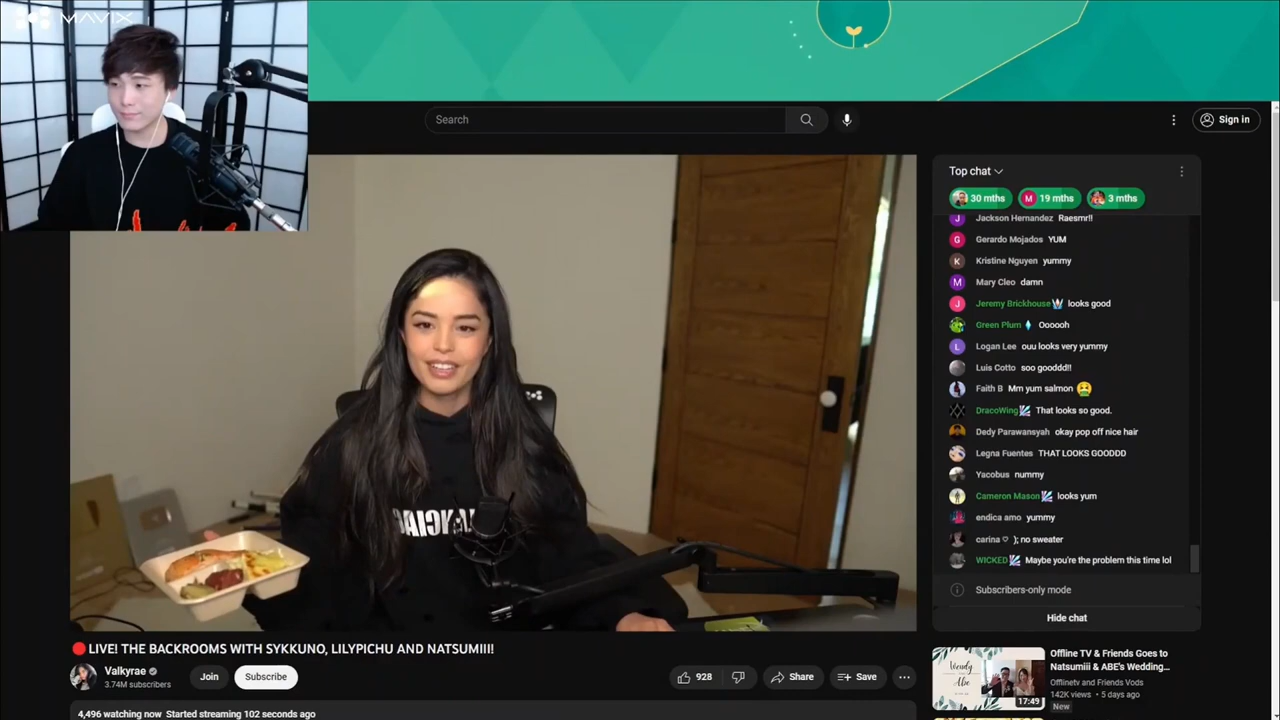 MAVIX
Search
Sign in
Top chat
30 mths
19 mths
3 mths
Jackson Hernandez Raesmr!!
Gerardo Mojados YUM
Kristine Nguyen yummy
Mary Cleo damn
Jeremy Brickhouse looks good
Green Plum Oooooh
Logan Lee ouu looks very yummy
Luis Cotto soo gooddd!!
Faith B Mm yum salmon 🤮
DracoWing That looks so good.
Dedy Parawansyah okay pop off nice hair
Legna Fuentes THAT LOOKS GOODDD
Yacobus nummy
Cameron Mason looks yum
endica amo yummy
carina ♡ ); no sweater
WICKED Maybe you're the problem this time lol
Subscribers-only mode
Hide chat
🔴 LIVE! THE BACKROOMS WITH SYKKUNO, LILYPICHU AND NATSUMIII!
Valkyrae
3.74M subscribers
Join
Subscribe
928
Share
Save
4,496 watching now Started streaming 102 seconds ago
Wendy
Abe
17:49
Offline TV & Friends Goes to
Natsumiii & ABE's Wedding...
Offlinetv and Friends Vods
142K views • 5 days ago
New